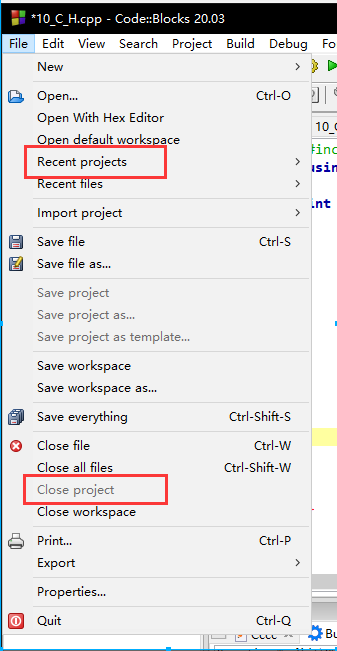 *10_C_H.cpp - Code::Blocks 20.03
File Edit View Search Project Build Debug Fo
New
Open... Ctrl-O
Open With Hex Editor
Open default workspace
10_C
Recent projects
#inc
usin
Recent files
int
Import project
Save file Ctrl-S
Save file as...
Save project
Save project as...
Save project as template...
Save workspace
Save workspace as...
Save everything Ctrl-Shift-S
Close file Ctrl-W
Close all files Ctrl-Shift-W
Close project
Close workspace
Print... Ctrl-P
Export
Properties...
Quit Ctrl-Q
Cccc Bu